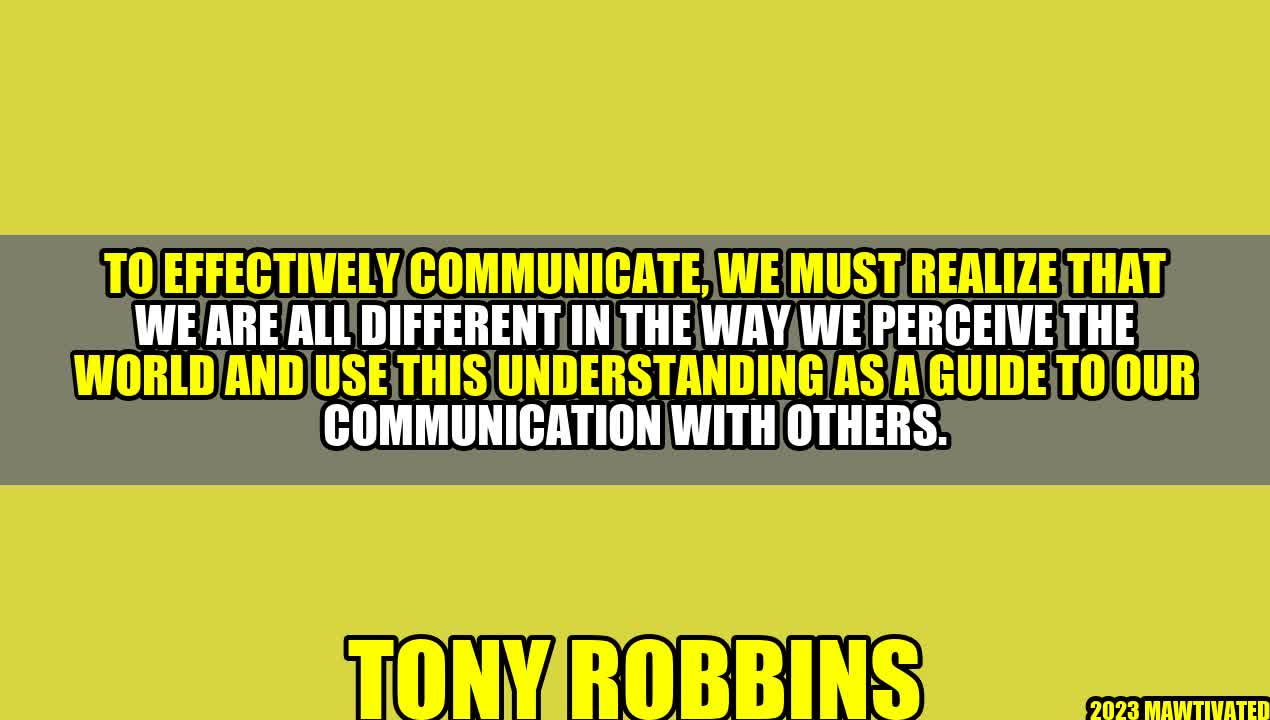 TO EFFECTIVELY COMMUNICATE, WE MUST REALIZE THAT
WE ARE ALL DIFFERENT IN THE WAY WE PERCEIVE THE
WORLD AND USE THIS UNDERSTANDING AS A GUIDE TO OUR
COMMUNICATION WITH OTHERS.
TONY ROBBINS
2023 MAWTIVATED